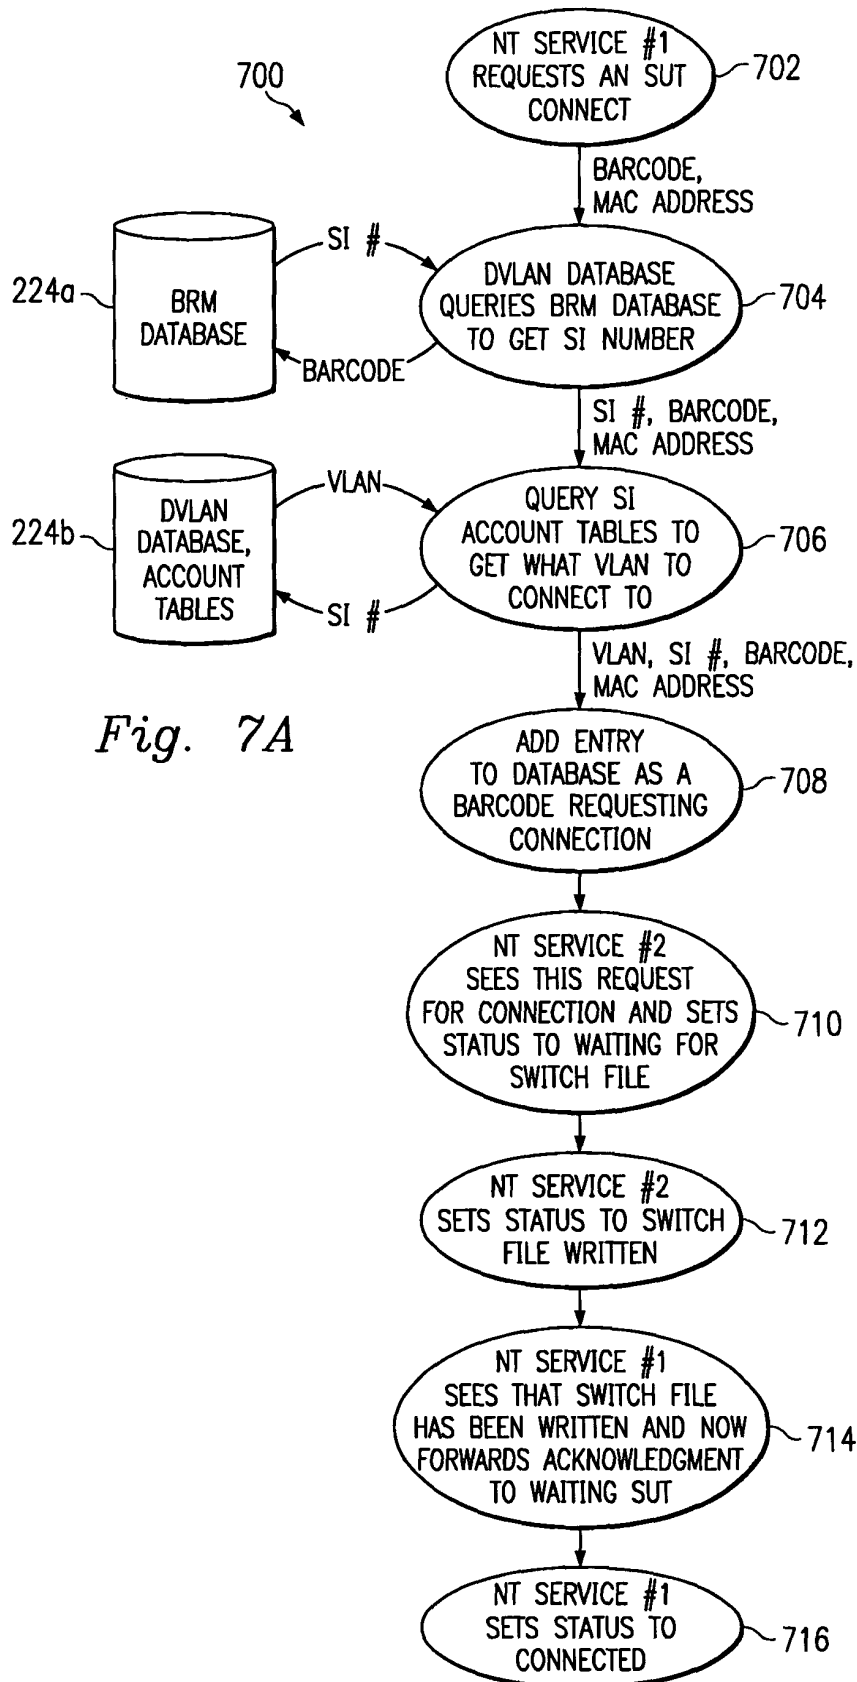 700
NT SERVICE #1
REQUESTS AN SUT
CONNECT
702
BARCODE,
MAC ADDRESS
224a
BRM
DATABASE
SI #
BARCODE
DVLAN DATABASE
QUERIES BRM DATABASE
TO GET SI NUMBER
704
SI #, BARCODE,
MAC ADDRESS
224b
DVLAN
DATABASE,
ACCOUNT
TABLES
VLAN
SI #
QUERY SI
ACCOUNT TABLES TO
GET WHAT VLAN TO
CONNECT TO
706
VLAN, SI #, BARCODE,
MAC ADDRESS
Fig. 7A
ADD ENTRY
TO DATABASE AS A
BARCODE REQUESTING
CONNECTION
708
NT SERVICE #2
SEES THIS REQUEST
FOR CONNECTION AND SETS
STATUS TO WAITING FOR
SWITCH FILE
710
NT SERVICE #2
SETS STATUS TO SWITCH
FILE WRITTEN
712
NT SERVICE #1
SEES THAT SWITCH FILE
HAS BEEN WRITTEN AND NOW
FORWARDS ACKNOWLEDGMENT
TO WAITING SUT
714
NT SERVICE #1
SETS STATUS TO
CONNECTED
716